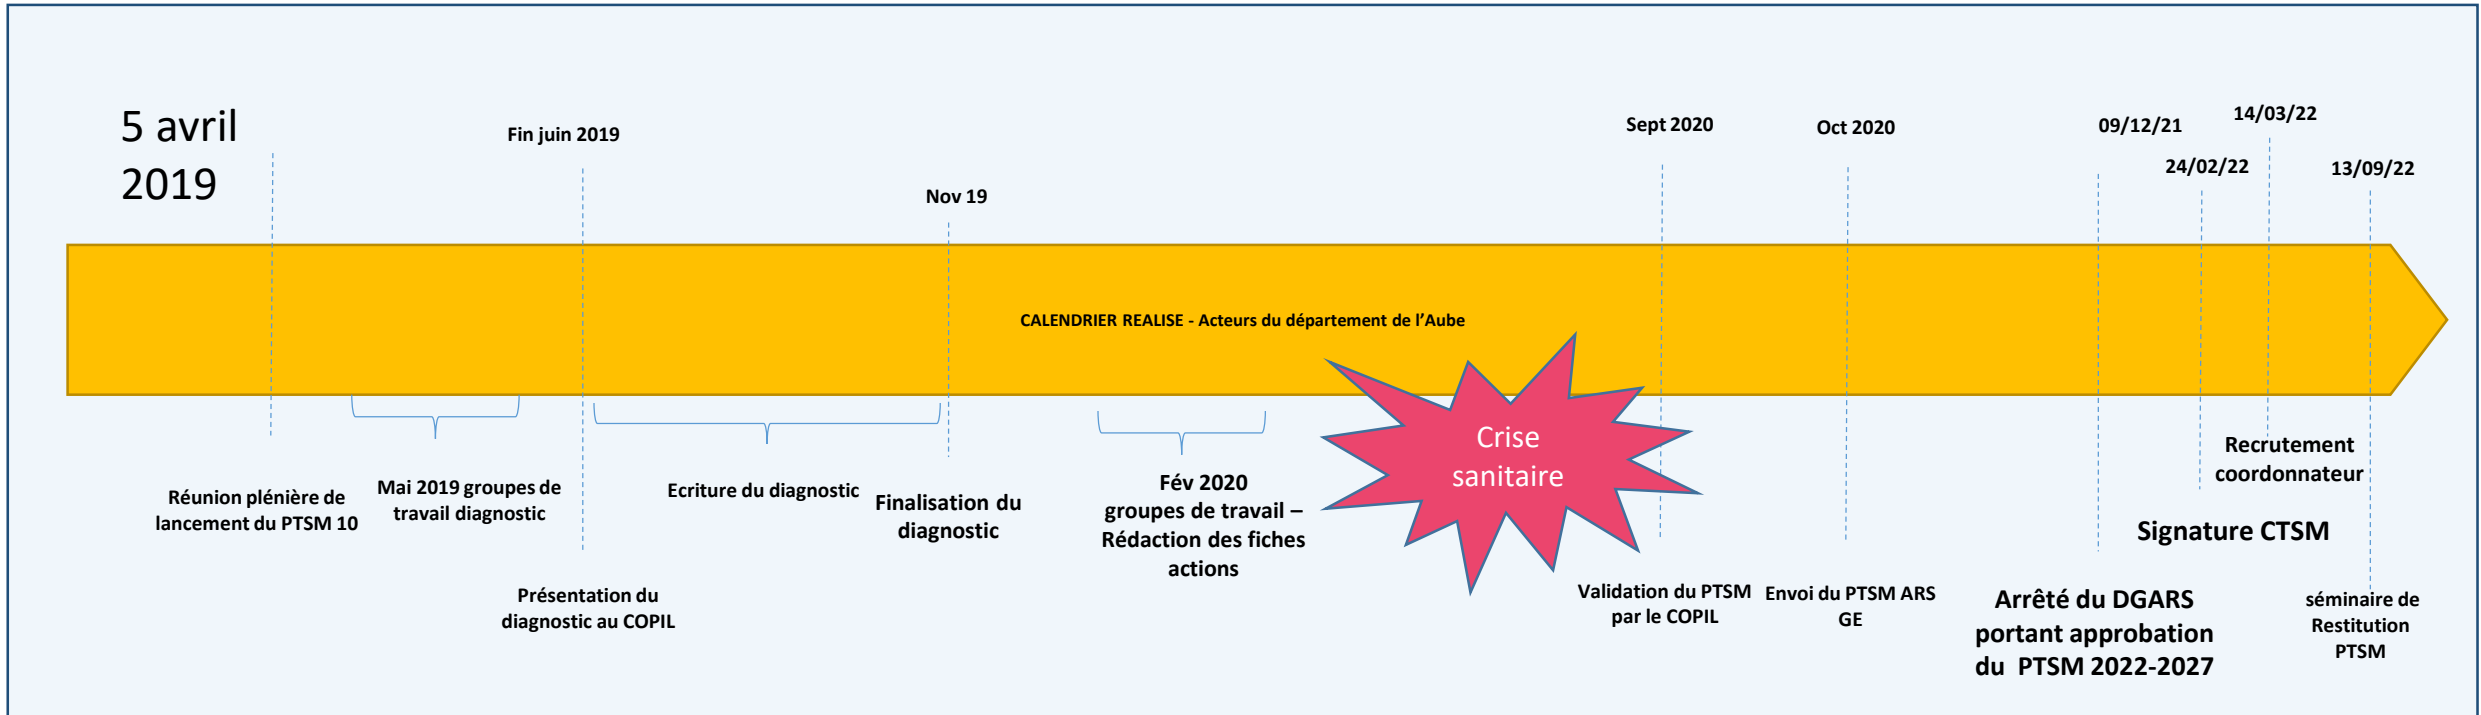 5 avril
2019
Fin juin 2019
Nov 19
Sept 2020
Oct 2020
09/12/21
14/03/22
24/02/22
13/09/22
CALENDRIER REALISE - Acteurs du département de l’Aube
Réunion plénière de
lancement du PTSM 10
Mai 2019 groupes de
travail diagnostic
Présentation du
diagnostic au COPIL
Ecriture du diagnostic
Finalisation du
diagnostic
Fév 2020
groupes de travail –
Rédaction des fiches
actions
Crise
sanitaire
Validation du PTSM
par le COPIL
Envoi du PTSM ARS
GE
Arrêté du DGARS
portant approbation
du PTSM 2022-2027
Signature CTSM
Recrutement
coordonnateur
séminaire de
Restitution
PTSM